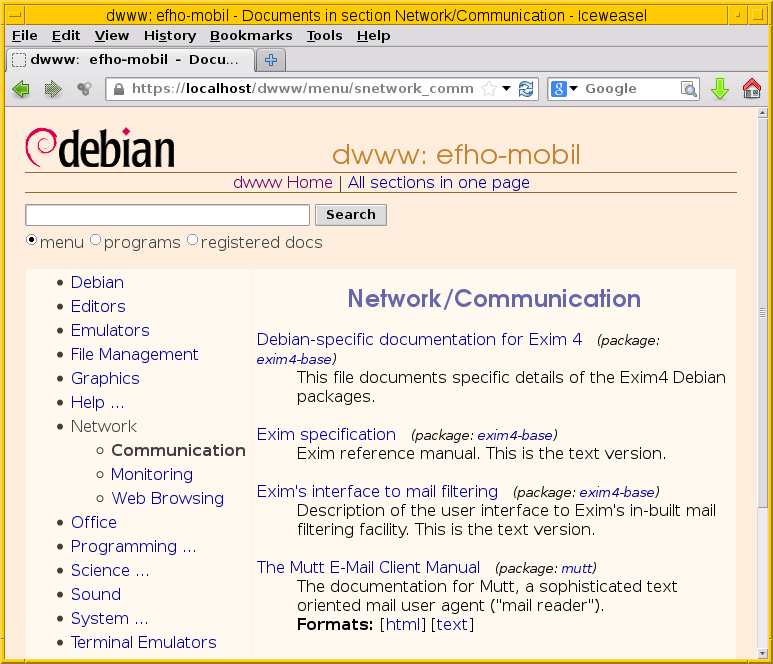 dwww: efho-mobil - Documents in section Network/Communication - Iceweasel
File Edit View History Bookmarks Tools Help
dwww: efho-mobil - Docu...
https://localhost/dwww/menu/snetwork_comm
8 Google
debian
dwww: efho-mobil
dwww Home | All sections in one page
Search
menu programs registered docs
Debian
Editors
Emulators
File Management
Graphics
Help ...
Network
Communication
Monitoring
Web Browsing
Office
Programming ...
Science ...
Sound
System ...
Terminal Emulators
Network/Communication
Debian-specific documentation for Exim 4 (package:
exim4-base)
This file documents specific details of the Exim4 Debian
packages.
Exim specification (package: exim4-base)
Exim reference manual. This is the text version.
Exim's interface to mail filtering (package: exim4-base)
Description of the user interface to Exim's in-built mail
filtering facility. This is the text version.
The Mutt E-Mail Client Manual (package: mutt)
The documentation for Mutt, a sophisticated text
oriented mail user agent ("mail reader").
Formats: [html] [text]